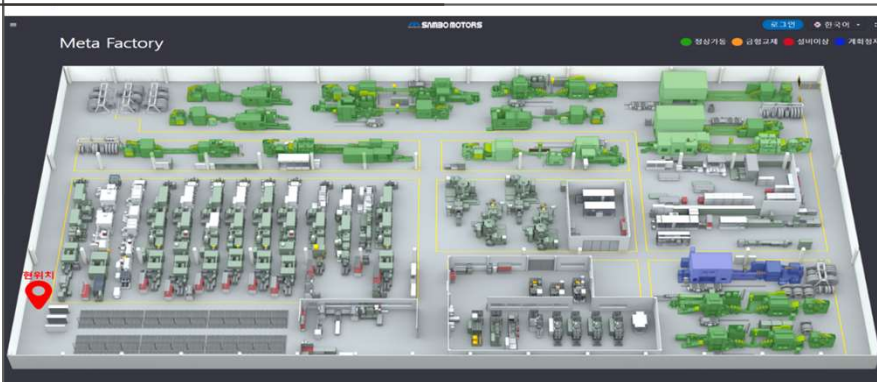 SAMBO MOTORS
로그인
한국어
Meta Factory
정상가동 금형교체 설비이상 계획정지
현위치